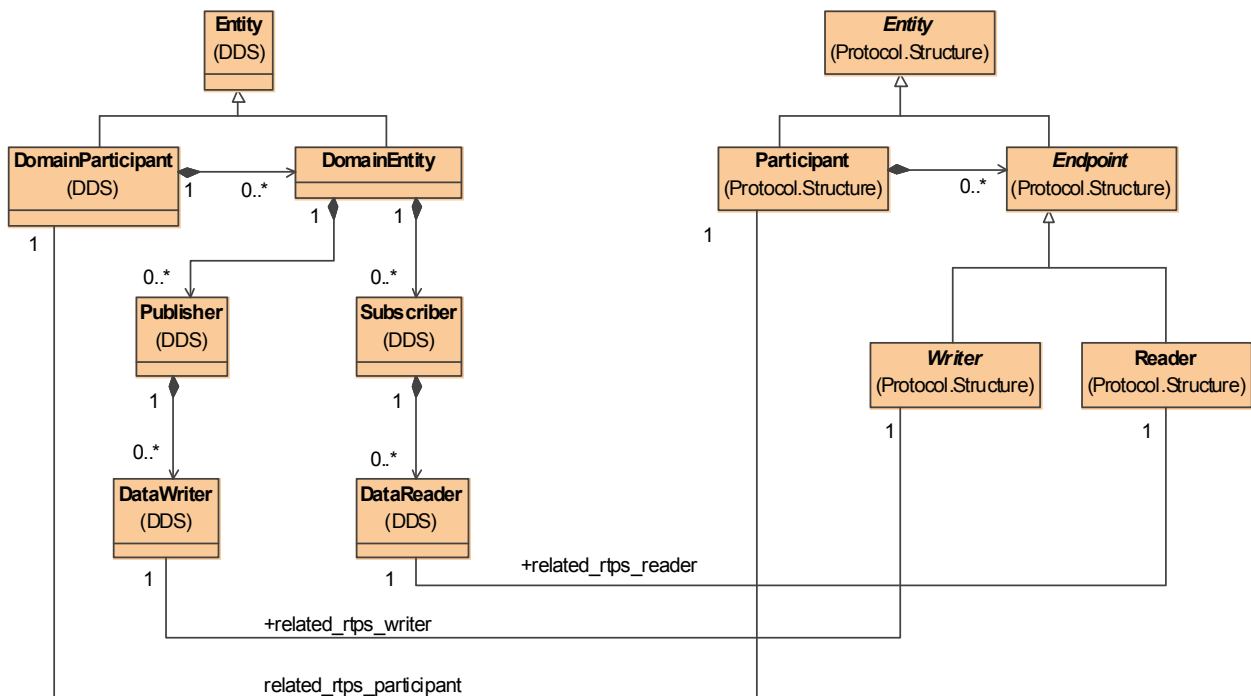 Entity
(DDS)
Entity
(Protocol.Structure)
DomainParticipant
(DDS)
1
0..*
DomainEntity
Participant
(Protocol.Structure)
0..*
Endpoint
(Protocol.Structure)
1
1
1
1
0..*
0..*
Publisher
(DDS)
Subscriber
(DDS)
Writer
(Protocol.Structure)
Reader
(Protocol.Structure)
1
1
1
1
0..*
0..*
DataWriter
(DDS)
DataReader
(DDS)
1
1
+related_rtps_reader
+related_rtps_writer
related_rtps_participant